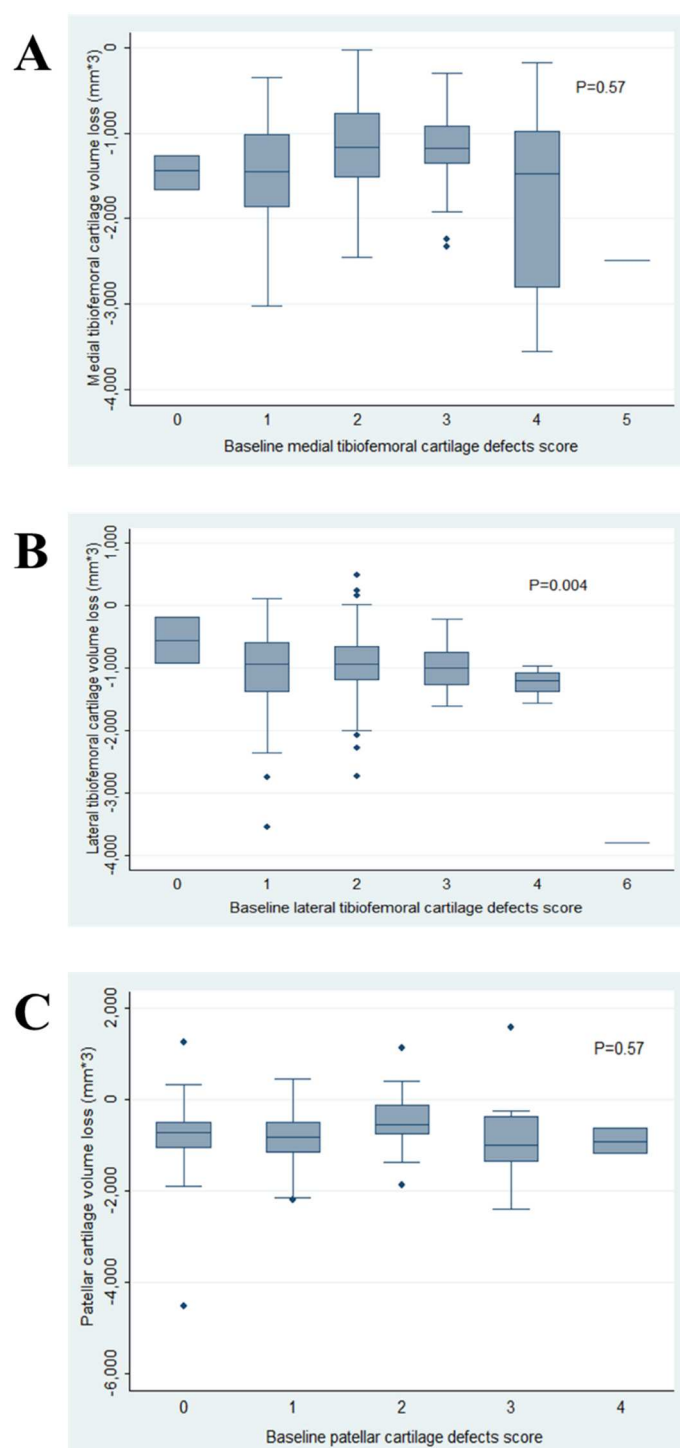 A
Medial tibiofemoral cartilage volume loss (mm*3)
0
-1,000
-2,000
-3,000
-4,000
P=0.57
0 1 2 3 4 5
Baseline medial tibiofemoral cartilage defects score
B
Lateral tibiofemoral cartilage volume loss (mm*3)
1,000
0
-1,000
-2,000
-3,000
-4,000
P=0.004
0 1 2 3 4 6
Baseline lateral tibiofemoral cartilage defects score
C
Patellar cartilage volume loss (mm*3)
2,000
0
-2,000
-4,000
-6,000
P=0.57
0 1 2 3 4
Baseline patellar cartilage defects score